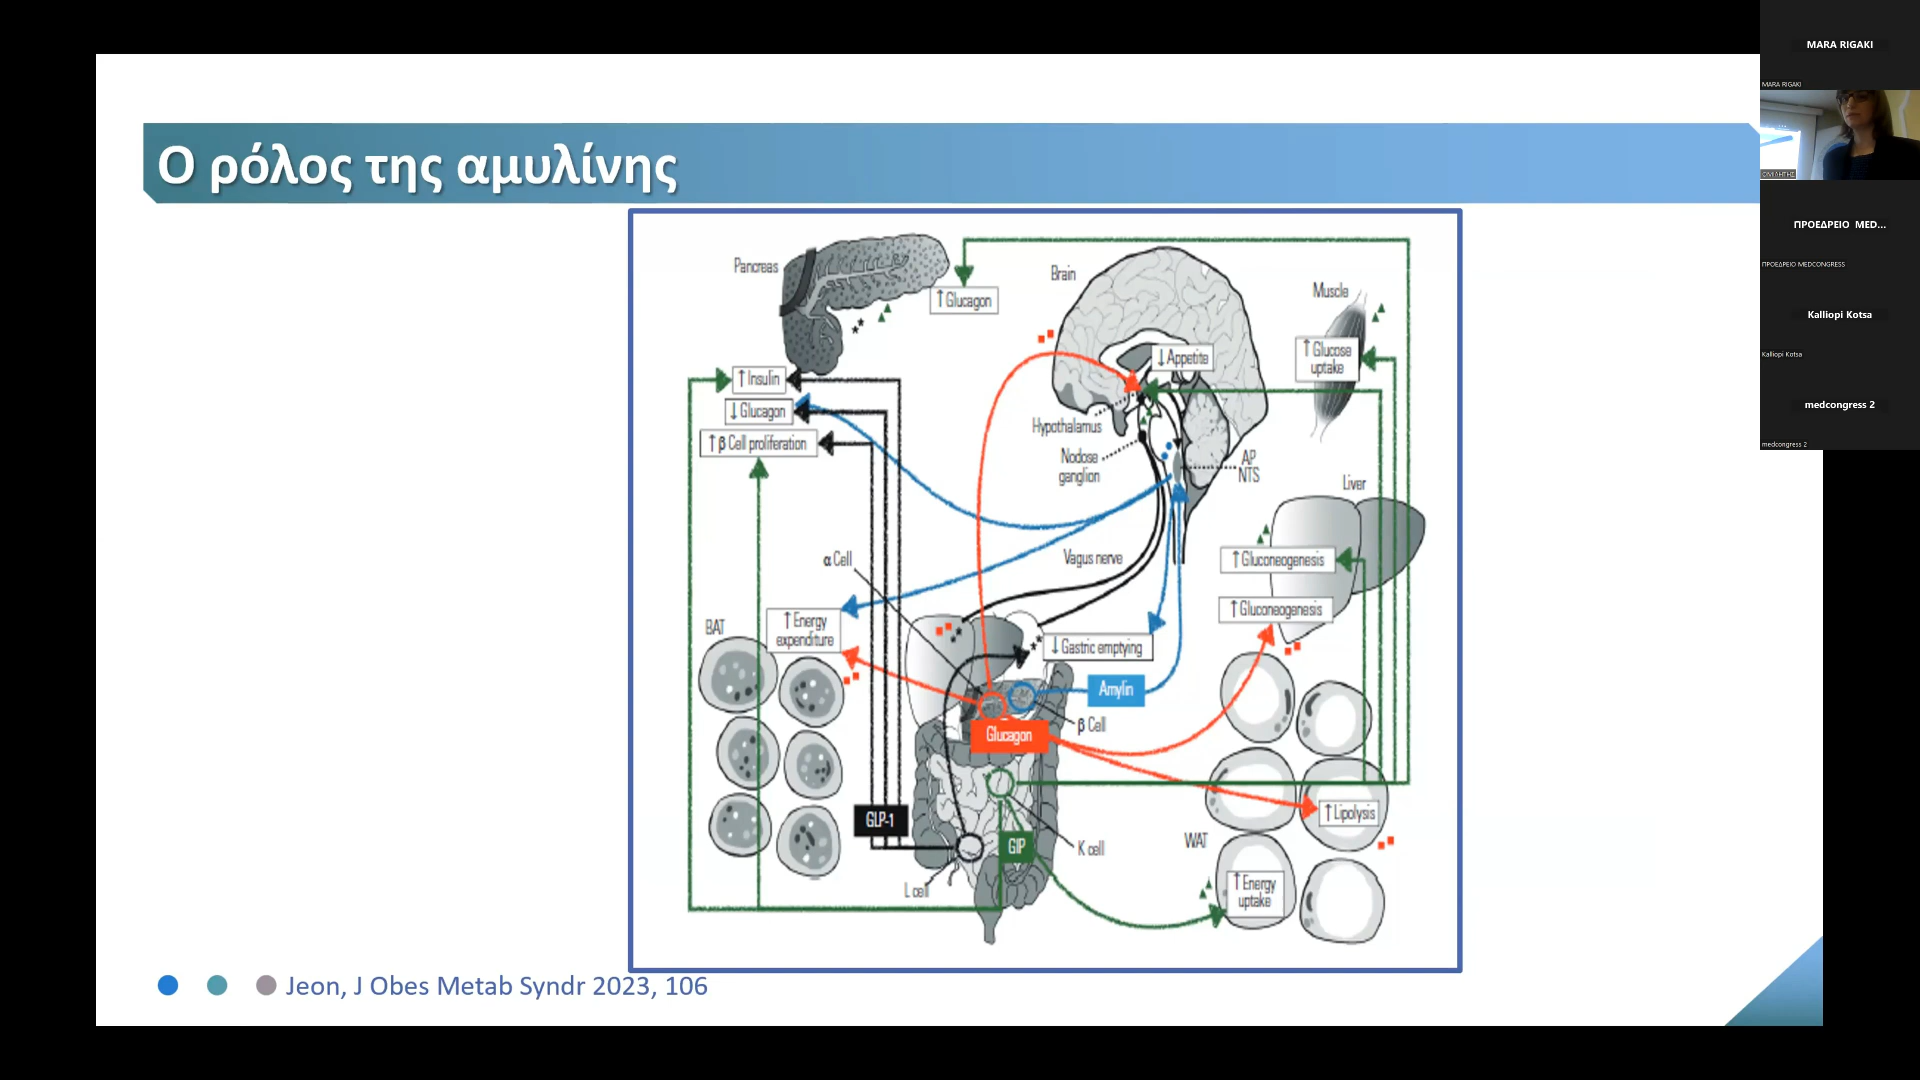 Ο ρόλος της αμυλίνης
Pancreas
↑ Glucagon
Brain
Muscle
↓ Appetite
↑ Glucose
uptake
↑ Insulin
↓ Glucagon
↑ β Cell proliferation
Hypothalamus
Nodose
ganglion
AP
NTS
Liver
α Cell
Vagus nerve
↑ Gluconeogenesis
↑ Gluconeogenesis
BAT
↑ Energy
expenditure
↓ Gastric emptying
Amylin
β Cell
Glucagon
GLP-1
GIP
K cell
L cell
WAT
↑ Lipolysis
↑ Energy
uptake
Jeon, J Obes Metab Syndr 2023, 106
MARA RIGAKI
MARA RIGAKI
ΟΜΙΛΗΤΗΣ
ΠΡΟΕΔΡΕΙΟ MED...
ΠΡΟΕΔΡΕΙΟ MEDCONGRESS
Kalliopi Kotsa
Kalliopi Kotsa
medcongress 2
medcongress 2